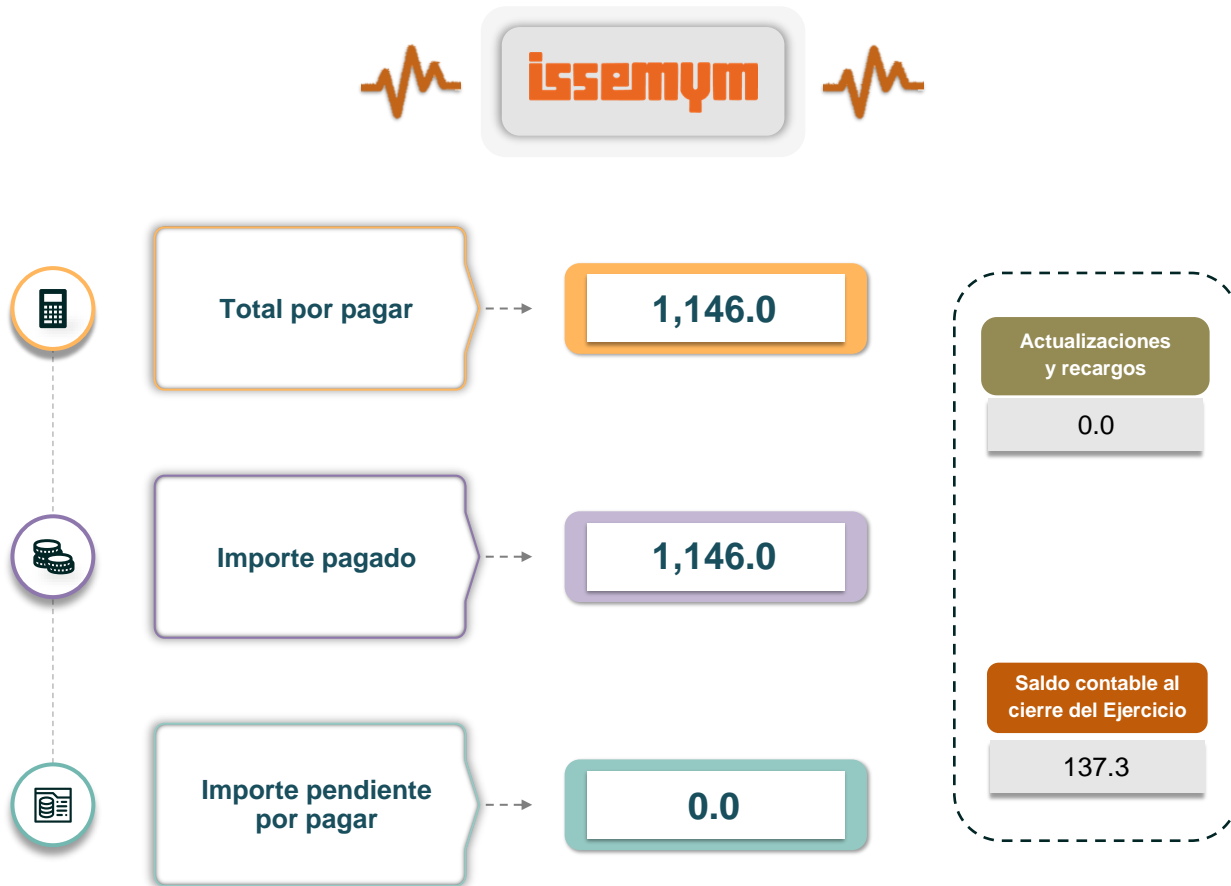 issemym
Total por pagar
1,146.0
Importe pagado
1,146.0
Importe pendiente
por pagar
0.0
Actualizaciones
y recargos
0.0
Saldo contable al
cierre del Ejercicio
137.3